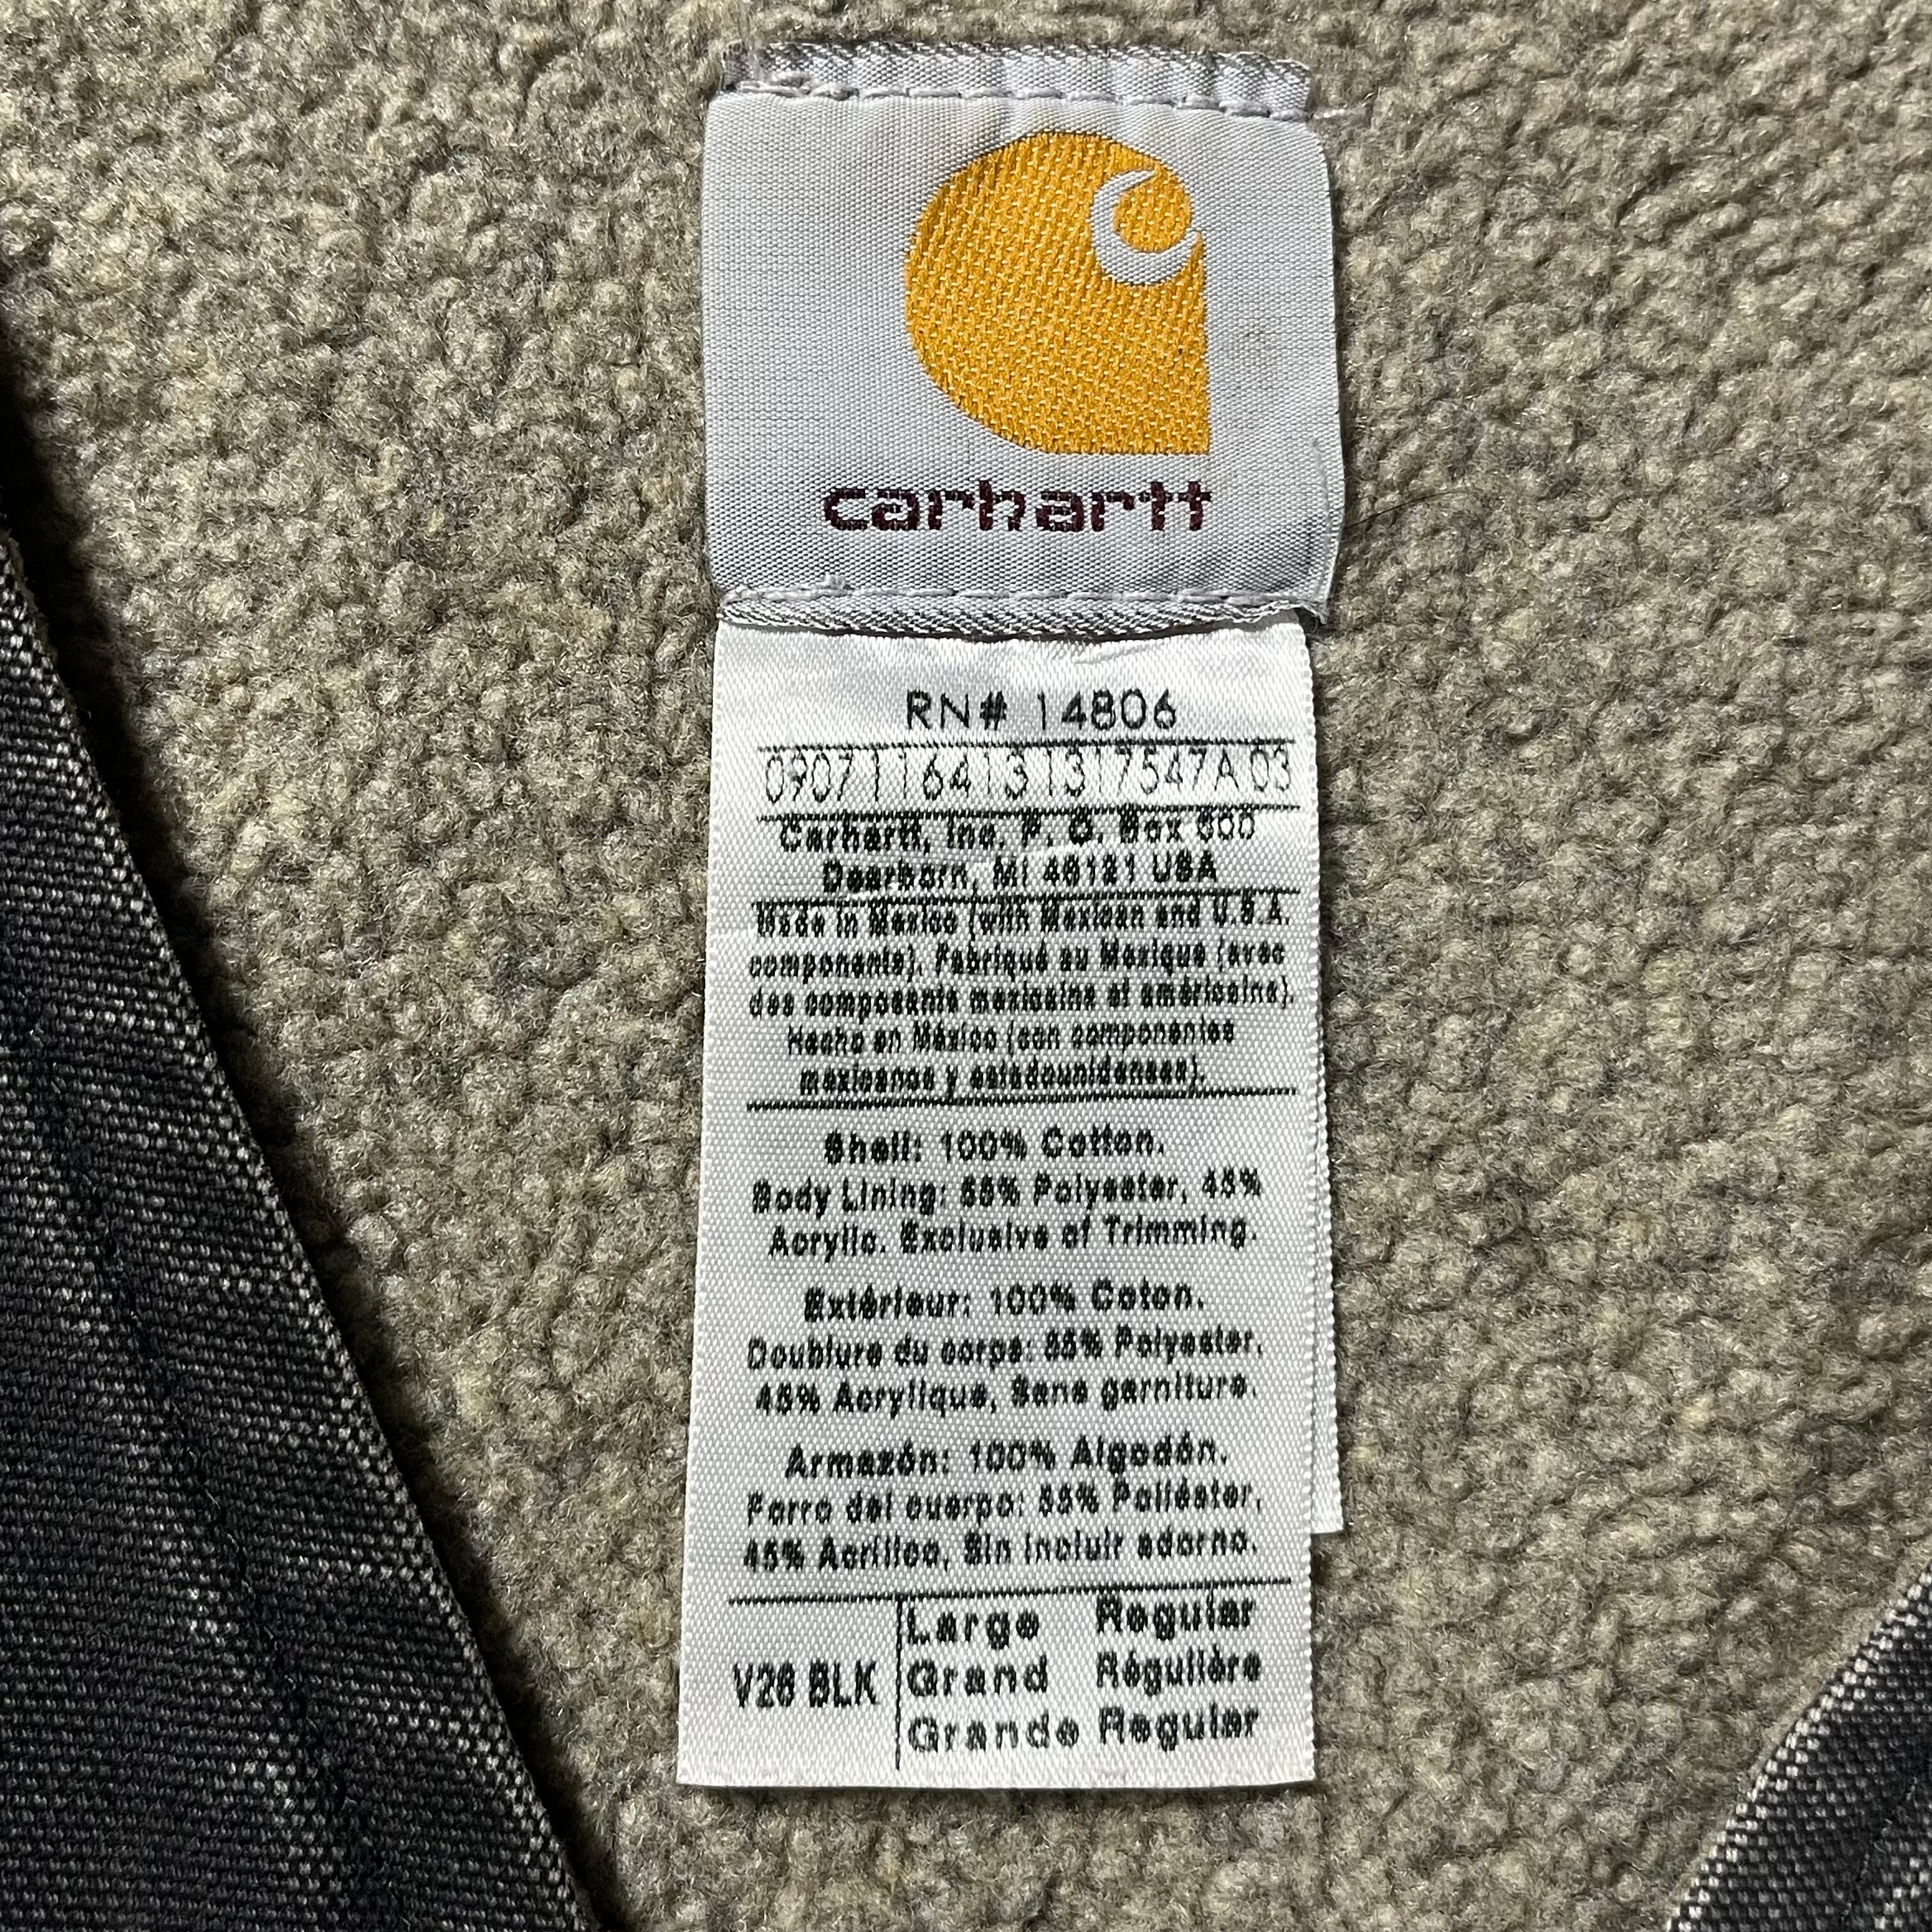 carhartt
RN# 14806
0907116413131 7547A 03
Carhartt, Inc. P. O. Box 600
Dearborn, MI 48121 USA
Made in Mexico (with Mexican and U.S.A.
components). Fabriqué au Mexique (avec
des composants mexicains et américains).
Hecho en México (con componentes
mexicanos y estadounidenses).
Shell: 100% Cotton.
Body Lining: 55% Polyester, 45%
Acrylic. Exclusive of Trimming.
Extérieur: 100% Coton.
Doublure du corps: 55% Polyester,
45% Acrylique, Sans garniture.
Armazón: 100% Algodón.
Forro del cuerpo: 55% Poliéster,
45% Acrílico, Sin incluir adorno.
Large Regular
V26 BLK Grand Régulière
Grande Regular